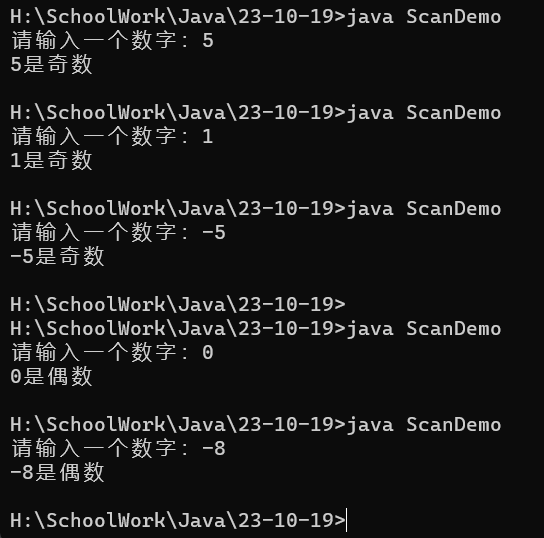 H:\SchoolWork\Java\23-10-19>java ScanDemo
请输入一个数字: 5
5是奇数
H:\SchoolWork\Java\23-10-19>java ScanDemo
请输入一个数字: 1
1是奇数
H:\SchoolWork\Java\23-10-19>java ScanDemo
请输入一个数字: -5
-5是奇数
H:\SchoolWork\Java\23-10-19>
H:\SchoolWork\Java\23-10-19>java ScanDemo
请输入一个数字: 0
0是偶数
H:\SchoolWork\Java\23-10-19>java ScanDemo
请输入一个数字: -8
-8是偶数
H:\SchoolWork\Java\23-10-19>